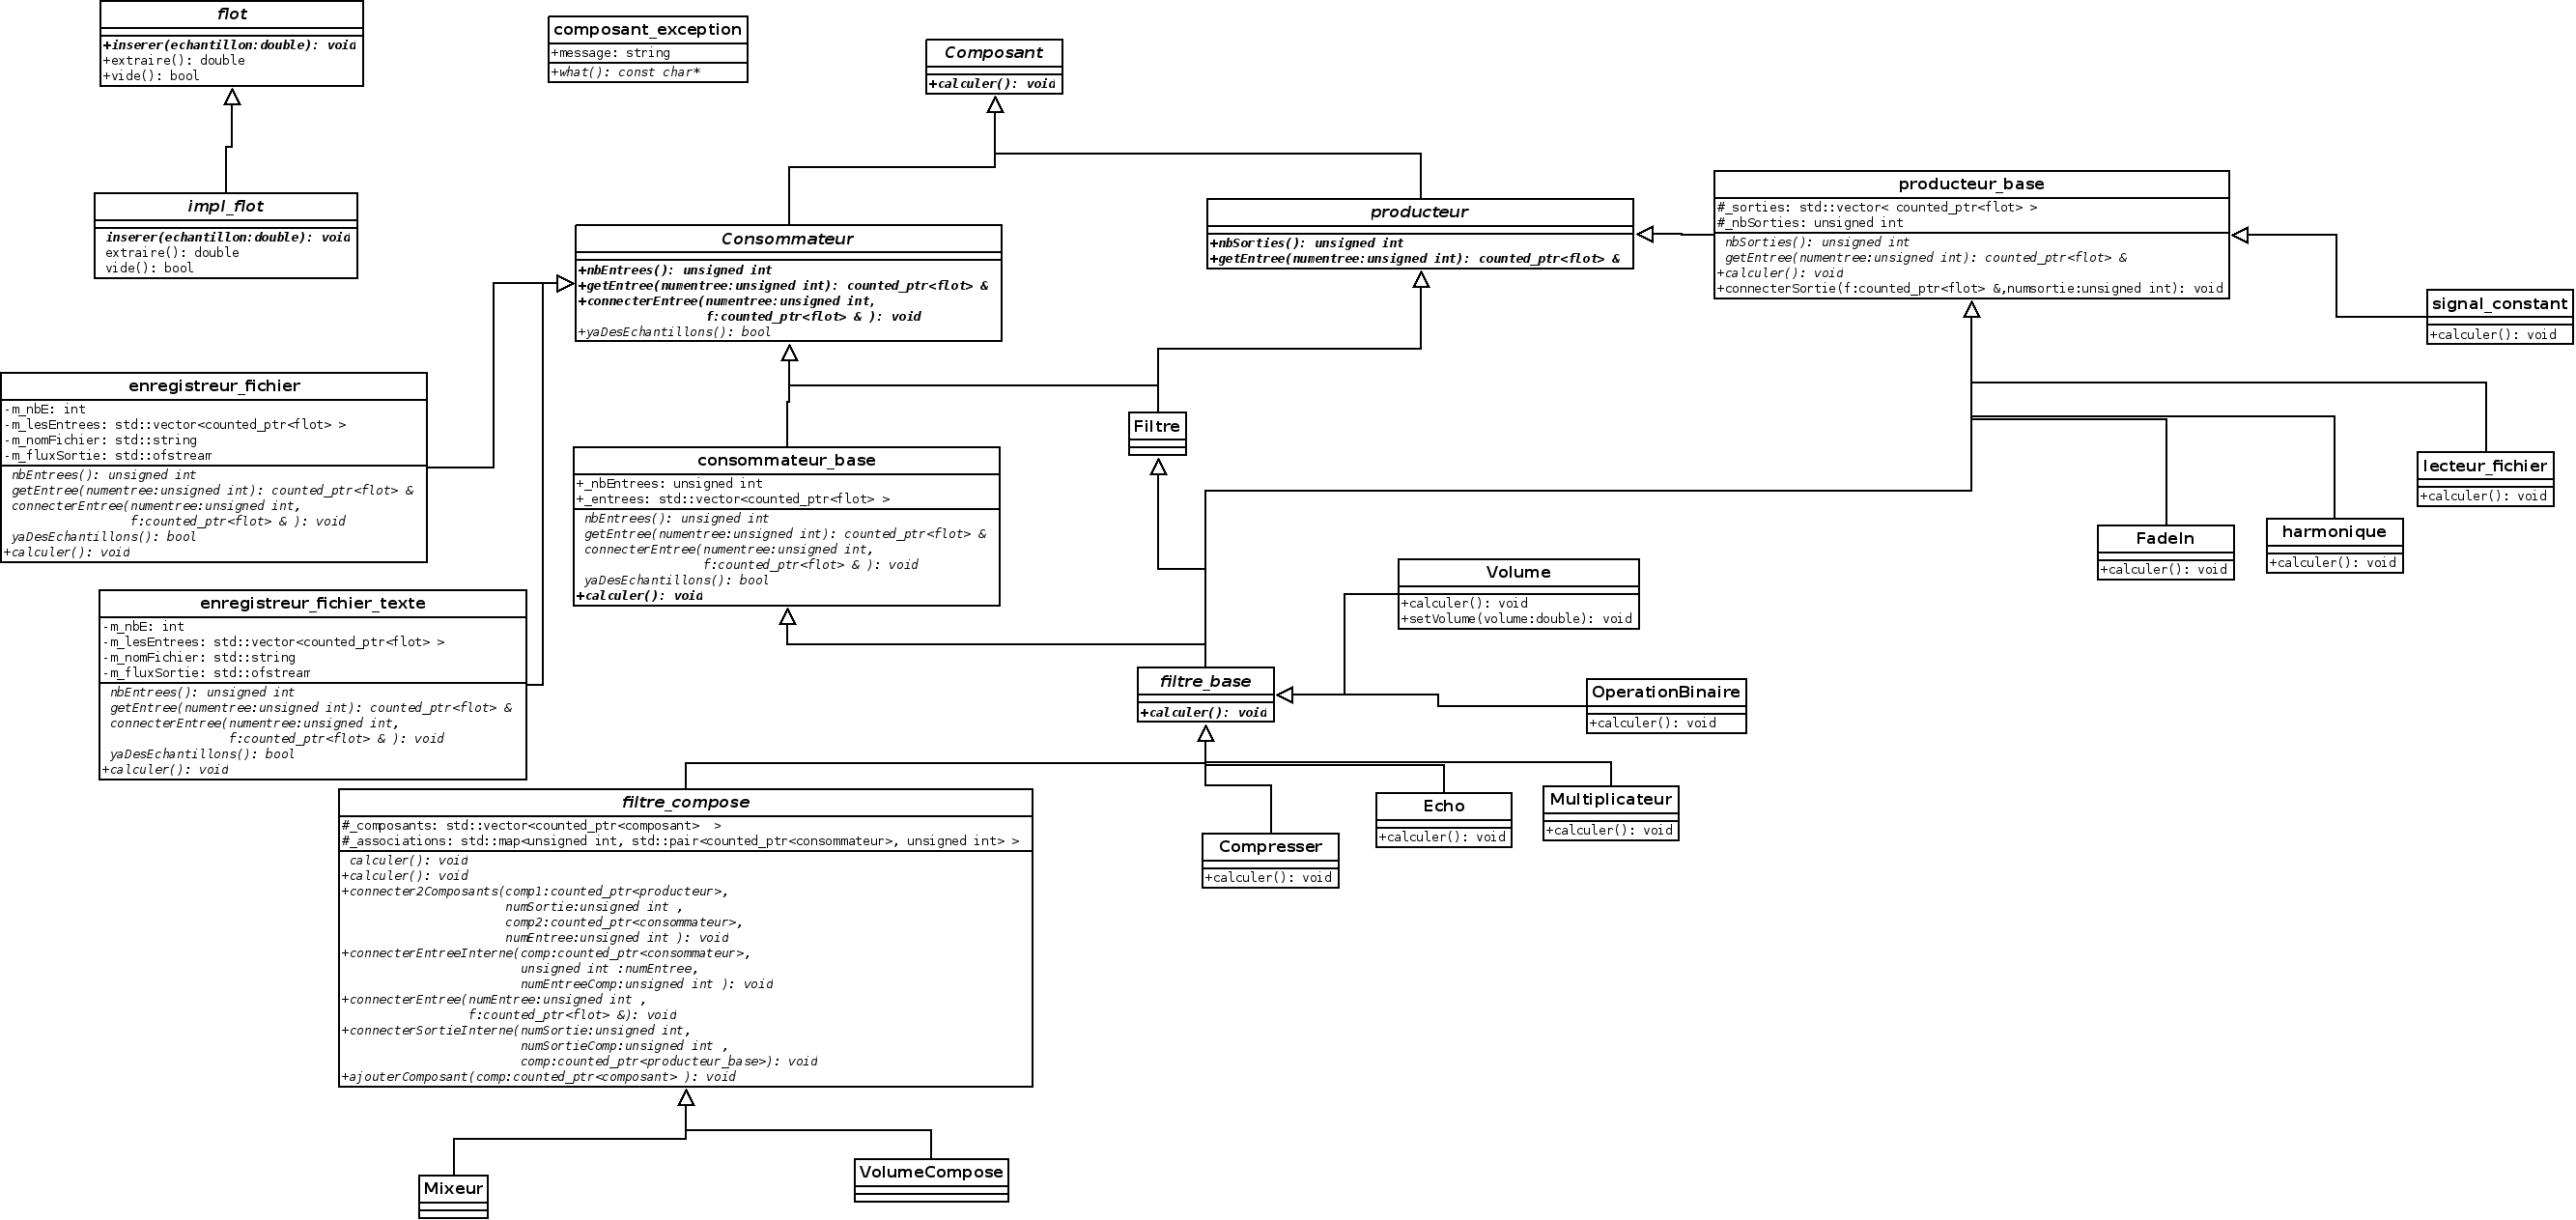 flot
+inserer(echantillon:double): void
+extraire(): double
+vide(): bool
composant_exception
+message: string
+what(): const char*
Composant
+calculer(): void
impl_flot
inserer(echantillon:double): void
extraire(): double
vide(): bool
Consommateur
+nbEntrees(): unsigned int
+getEntree(numentree:unsigned int): counted_ptr<flot> &
+connecterEntree(numentree:unsigned int,
f:counted_ptr<flot> & ): void
+yaDesEchantillons(): bool
producteur
+nbSorties(): unsigned int
+getEntree(numentree:unsigned int): counted_ptr<flot> &
producteur_base
#_sorties: std::vector< counted_ptr<flot> >
#_nbSorties: unsigned int
nbSorties(): unsigned int
getEntree(numentree:unsigned int): counted_ptr<flot> &
+calculer(): void
+connecterSortie(f:counted_ptr<flot> &,numsortie:unsigned int): void
signal_constant
+calculer(): void
enregistreur_fichier
-m_nbE: int
-m_lesEntrees: std::vector<counted_ptr<flot> >
-m_nomFichier: std::string
-m_fluxSortie: std::ofstream
nbEntrees(): unsigned int
getEntree(numentree:unsigned int): counted_ptr<flot> &
connecterEntree(numentree:unsigned int,
f:counted_ptr<flot> & ): void
yaDesEchantillons(): bool
+calculer(): void
consommateur_base
+_nbEntrees: unsigned int
+_entrees: std::vector<counted_ptr<flot> >
nbEntrees(): unsigned int
getEntree(numentree:unsigned int): counted_ptr<flot> &
connecterEntree(numentree:unsigned int,
f:counted_ptr<flot> & ): void
yaDesEchantillons(): bool
+calculer(): void
Filtre
lecteur_fichier
+calculer(): void
FadeIn
+calculer(): void
harmonique
+calculer(): void
enregistreur_fichier_texte
-m_nbE: int
-m_lesEntrees: std::vector<counted_ptr<flot> >
-m_nomFichier: std::string
-m_fluxSortie: std::ofstream
nbEntrees(): unsigned int
getEntree(numentree:unsigned int): counted_ptr<flot> &
connecterEntree(numentree:unsigned int,
f:counted_ptr<flot> & ): void
yaDesEchantillons(): bool
+calculer(): void
Volume
+calculer(): void
+setVolume(volume:double): void
filtre_base
+calculer(): void
OperationBinaire
+calculer(): void
filtre_compose
#_composants: std::vector<counted_ptr<composant>  >
#_associations: std::map<unsigned int, std::pair<counted_ptr<consommateur>, unsigned int> >
calculer(): void
+calculer(): void
+connecter2Composants(comp1:counted_ptr<producteur>,
numSortie:unsigned int ,
comp2:counted_ptr<consommateur>,
numEntree:unsigned int ): void
+connecterEntreeInterne(comp:counted_ptr<consommateur>,
unsigned int :numEntree,
numEntreeComp:unsigned int ): void
+connecterEntree(numEntree:unsigned int ,
f:counted_ptr<flot> &): void
+connecterSortieInterne(numSortie:unsigned int,
numSortieComp:unsigned int ,
comp:counted_ptr<producteur_base>): void
+ajouterComposant(comp:counted_ptr<composant> ): void
Compresser
+calculer(): void
Echo
+calculer(): void
Multiplicateur
+calculer(): void
Mixeur
VolumeCompose